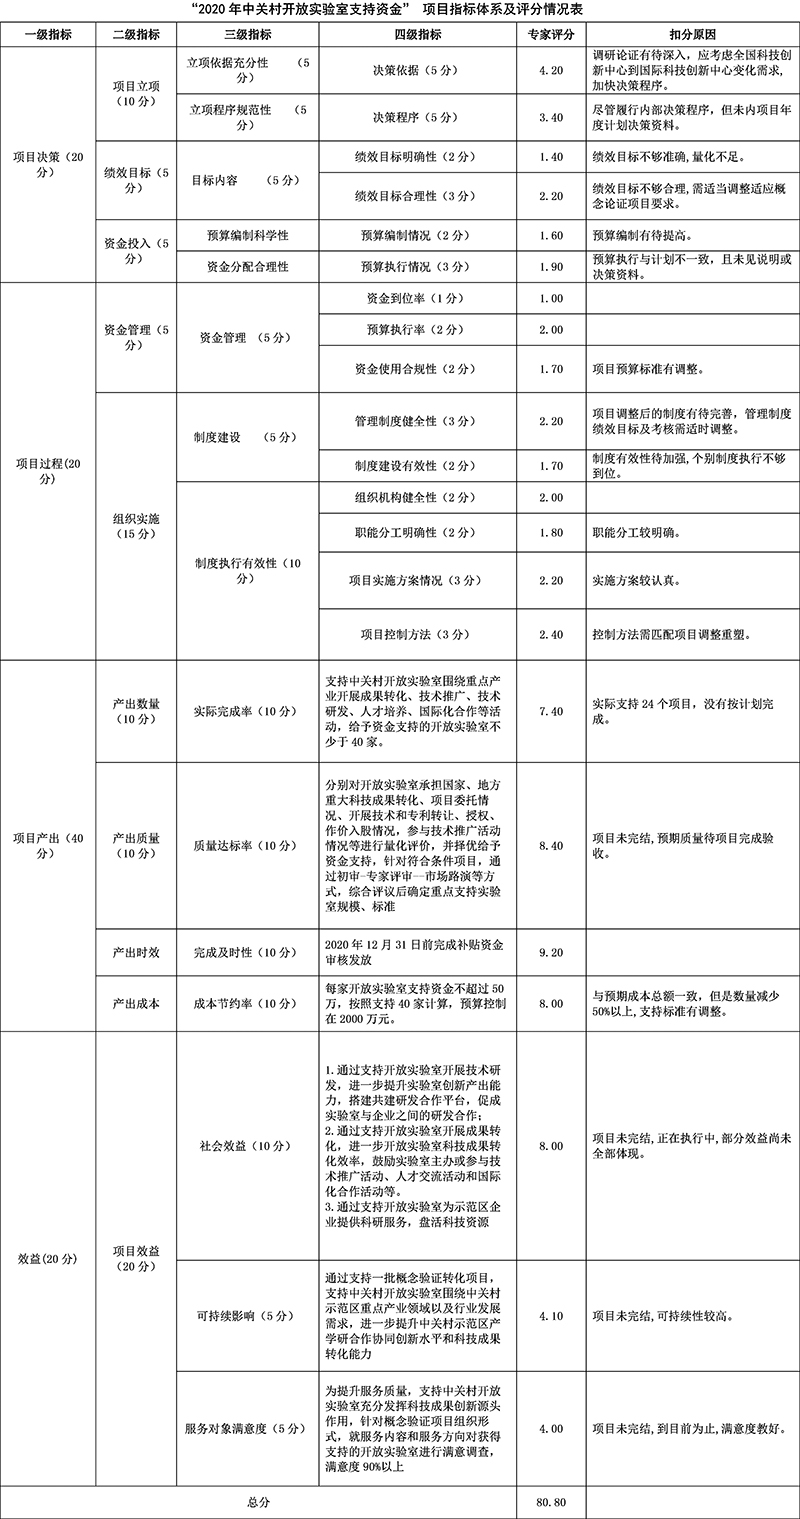 “2020 年中关村开放实验室支持资金” 项目指标体系及评分情况表
一级指标 二级指标 三级指标 四级指标 专家评分 扣分原因
项目决策（20
分）
项目立项
（10 分）
立项依据充分性 （5
分）
决策依据（5 分）
4.20
调研论证有待深入，应考虑全国科技创
新中心到国际科技创新中心变化需求，
加快决策程序。
立项程序规范性 （5
分）
决策程序（5 分）
3.40
尽管履行内部决策程序，但未内项目年
度计划决策资料。
绩效目标（5
分）
目标内容 （5 分）
绩效目标明确性（2 分）
1.40
绩效目标不够准确，量化不足。
绩效目标合理性（3 分）
2.20
绩效目标不够合理,需适当调整适应概
念论证项目要求。
资金投入（5
分）
预算编制科学性
预算编制情况（2 分）
1.60
预算编制有待提高。
资金分配合理性
预算执行情况（3 分）
1.90
预算执行与计划不一致，且未见说明或
决策资料。
项目过程(20
分)
资金管理（5
分）
资金管理 （5 分）
资金到位率（1 分）
1.00
预算执行率（2 分）
2.00
资金使用合规性（2 分）
1.70
项目预算标准有调整。
组织实施
（15 分）
制度建设 （5 分）
管理制度健全性（3 分）
2.20
项目调整后的制度有待完善，管理制度
绩效目标及考核需适时调整。
制度建设有效性（2 分）
1.70
制度有效性待加强,个别制度执行不够
到位。
制度执行有效性（10
分）
组织机构健全性（2 分）
2.00
职能分工明确性（2 分）
1.80
职能分工较明确。
项目实施方案情况（3 分）
2.20
实施方案较认真。
项目控制方法（3 分）
2.40
控制方法需匹配项目调整重塑。
项目产出（40
分）
产出数量
（10 分）
实际完成率（10 分）
支持中关村开放实验室围绕重点产
业开展成果转化、技术推广、技术
研发、人才培养、国际化合作等活
动，给予资金支持的开放实验室不
少于 40 家。
7.40
实际支持 24 个项目，没有按计划完
成。
产出质量
（10 分）
质量达标率（10 分）
分别对开放实验室承担国家、地方
重大科技成果转化、项目委托情
况、开展技术和专利转让、授权、
作价入股情况，参与技术推广活动
情况等进行量化评价，并择优给予
资金支持，针对符合条件项目，通
过初审-专家评审—市场路演等方
式，综合评议后确定重点支持实验
室规模、标准
8.40
项目未完结,预期质量待项目完成验
收。
产出时效
完成及时性（10 分）
2020 年 12 月 31 日前完成补贴资金
审核发放
9.20
产出成本
成本节约率（10 分）
每家开放实验室支持资金不超过 50
万，按照支持 40 家计算，预算控制
在 2000 万元。
8.00
与预期成本总额一致，但是数量减少
50%以上,支持标准有调整。
效益(20 分)
项目效益
（20 分）
社会效益（10 分）
1.通过支持开放实验室开展技术研
发，进一步提升实验室创新产出能
力，搭建共建研发合作平台，促成
实验室与企业之间的研发合作；
2.通过支持开放实验室开展成果转
化，进一步开放实验室科技成果转
化效率，鼓励实验室主办或参与技
术推广活动、人才交流活动和国际
化合作活动等。
3.通过支持开放实验室为示范区企
业提供科研服务，盘活科技资源
8.00
项目未完结,正在执行中,部分效益尚未
全部体现。
可持续影响（5 分）
通过支持一批概念验证转化项目，
支持中关村开放实验室围绕中关村
示范区重点产业领域以及行业发展
需求，进一步提升中关村示范区产
学研合作协同创新水平和科技成果
转化能力
4.10
项目未完结,可持续性较高。
服务对象满意度（5 分）
为提升服务质量，支持中关村开放
实验室充分发挥科技成果创新源头
作用，针对概念验证项目组织形
式，就服务内容和服务方向对获得
支持的开放实验室进行满意调查，
满意度 90%以上
4.00
项目未完结,到目前为止,满意度教好。
总分 80.80